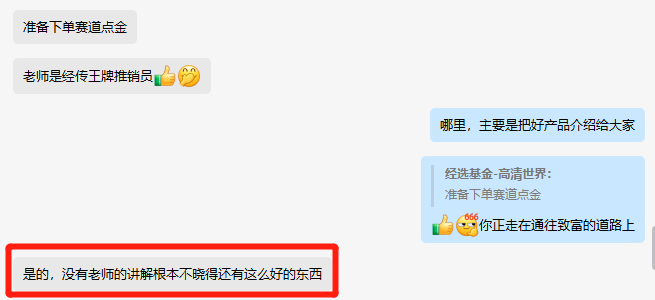 准备下单赛道点金
老师是经传王牌推销员👍🤭
哪里，主要是把好产品介绍给大家
经选基金-高清世界：
准备下单赛道点金
👍666你正走在通往致富的道路上
是的，没有老师的讲解根本不晓得还有这么好的东西